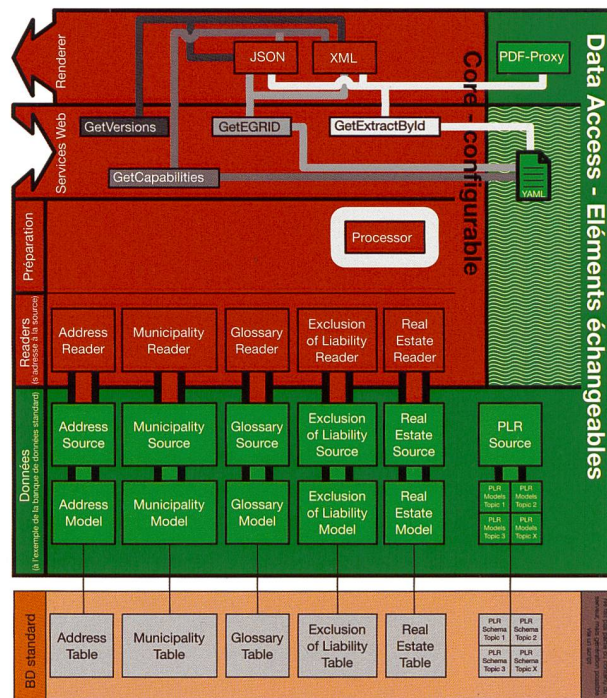 Renderer
JSON
XML
PDF-Proxy
Data Access - Eléments échangeables
Core - configurable
Services Web
GetVersions
GetEGRID
GetExtractById
GetCapabilities
YAML
Préparation
Processor
Readers
(s'adresse à la source)
Address
Reader
Municipality
Reader
Glossary
Reader
Exclusion
of Liability
Reader
Real
Estate
Reader
Données
(à l'exemple de la banque de données standard)
Address
Source
Municipality
Source
Glossary
Source
Exclusion
of Liability
Source
Real
Estate
Source
PLR
Source
Address
Model
Municipality
Model
Glossary
Model
Exclusion
of Liability
Model
Real
Estate
Model
PLR
Models
Topic 1
PLR
Models
Topic 2
PLR
Models
Topic 3
PLR
Models
Topic X
BD standard
Address
Table
Municipality
Table
Glossary
Table
Exclusion
of Liability
Table
Real
Estate
Table
PLR
Schema
Topic 1
PLR
Schema
Topic 2
PLR
Schema
Topic 3
PLR
Schema
Topic X
via un script